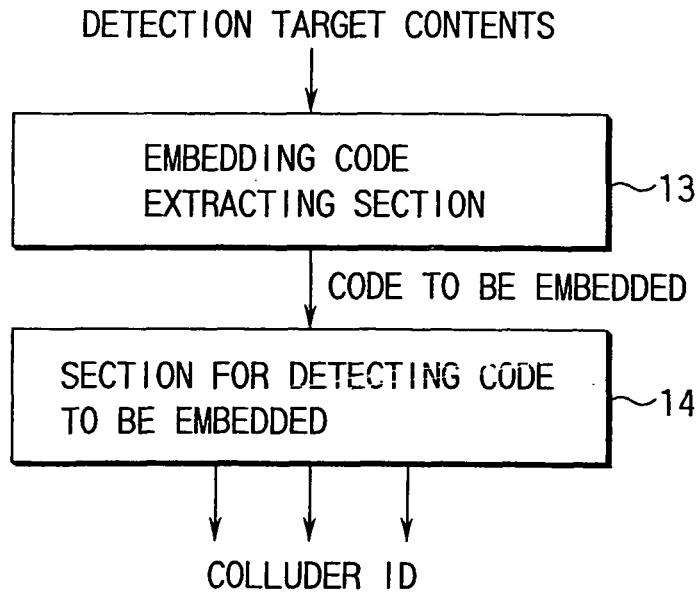 DETECTION TARGET CONTENTS
EMBEDDING CODE
EXTRACTING SECTION
13
CODE TO BE EMBEDDED
SECTION FOR DETECTING CODE
TO BE EMBEDDED
14
COLLUDER ID